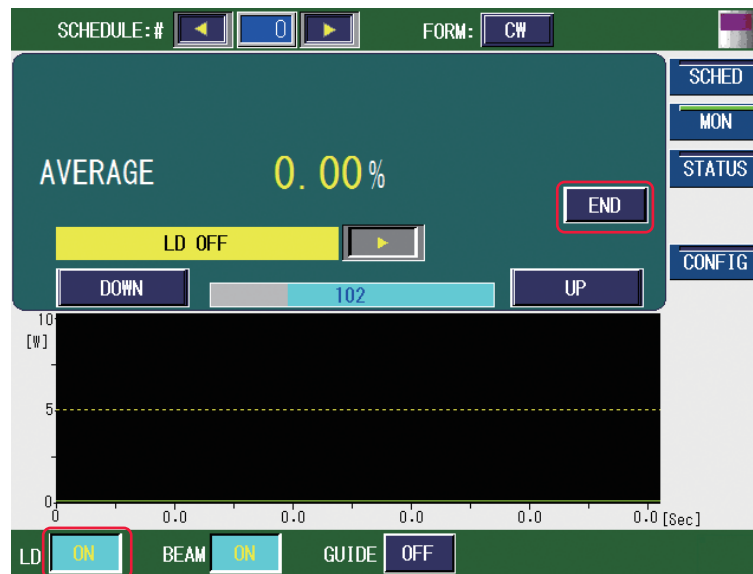 SCHEDULE:# 0 FORM: CW
SCHED
MON
AVERAGE 0.00%
STATUS
END
LD OFF
CONFIG
DOWN 102 UP
10
[W]
5
0
0 0.0 0.0 0.0 0.0 0.0 [Sec]
LD ON BEAM ON GUIDE OFF